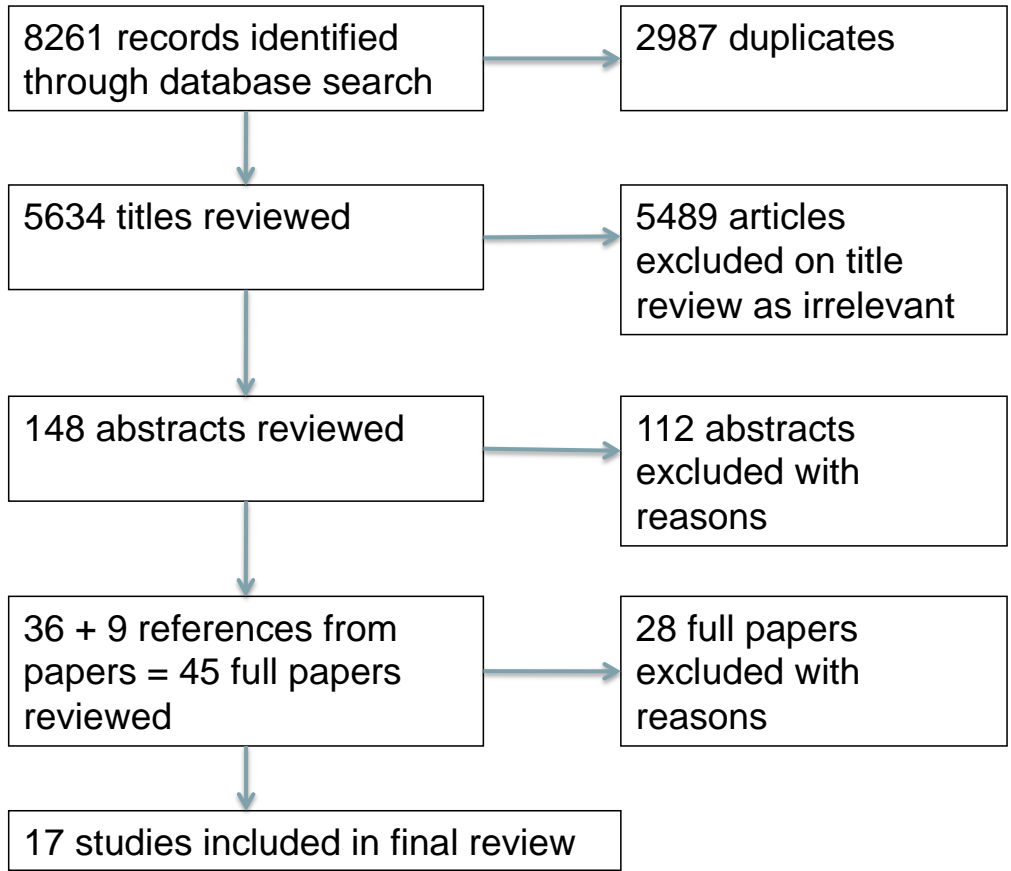 8261 records identified
through database search
2987 duplicates
5634 titles reviewed
5489 articles
excluded on title
review as irrelevant
148 abstracts reviewed
112 abstracts
excluded with
reasons
36 + 9 references from
papers = 45 full papers
reviewed
28 full papers
excluded with
reasons
17 studies included in final review